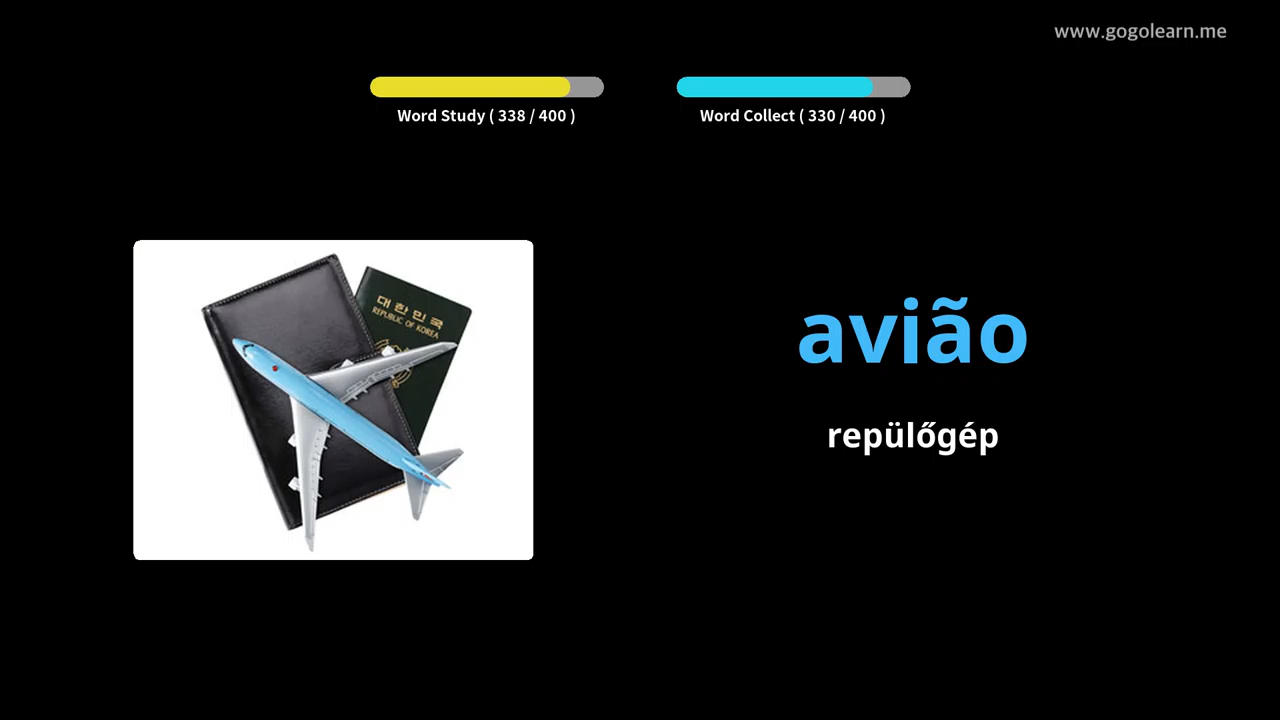 www.gogolearn.me
Word Study ( 338 / 400 )
Word Collect ( 330 / 400 )
대한민국
REPUBLIC OF KOREA
avião
repülőgép